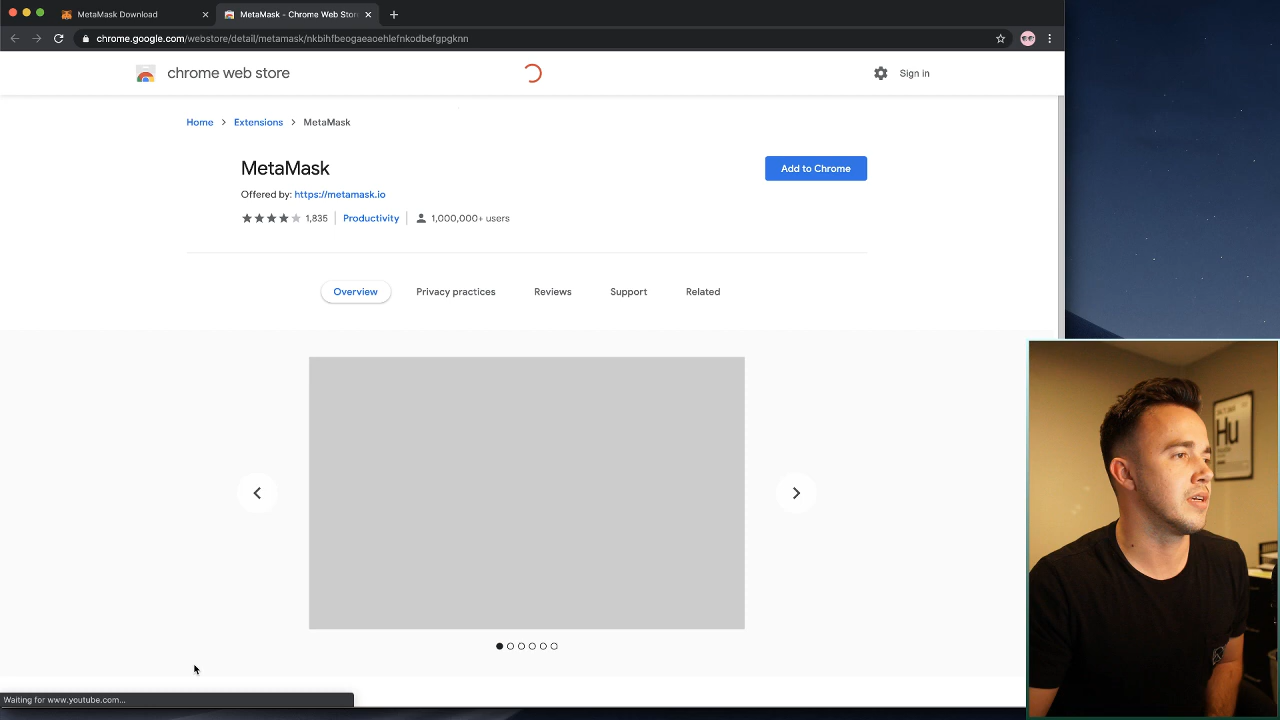 MetaMask Download
MetaMask - Chrome Web Stor
chrome.google.com/webstore/detail/metamask/nkbihfbeogaeaoehlefnkodbefgpgknn
chrome web store
Sign in
Home > Extensions > MetaMask
MetaMask
Add to Chrome
Offered by: https://metamask.io
1,835 Productivity 1,000,000+ users
Overview Privacy practices Reviews Support Related
Hu
Waiting for www.youtube.com...